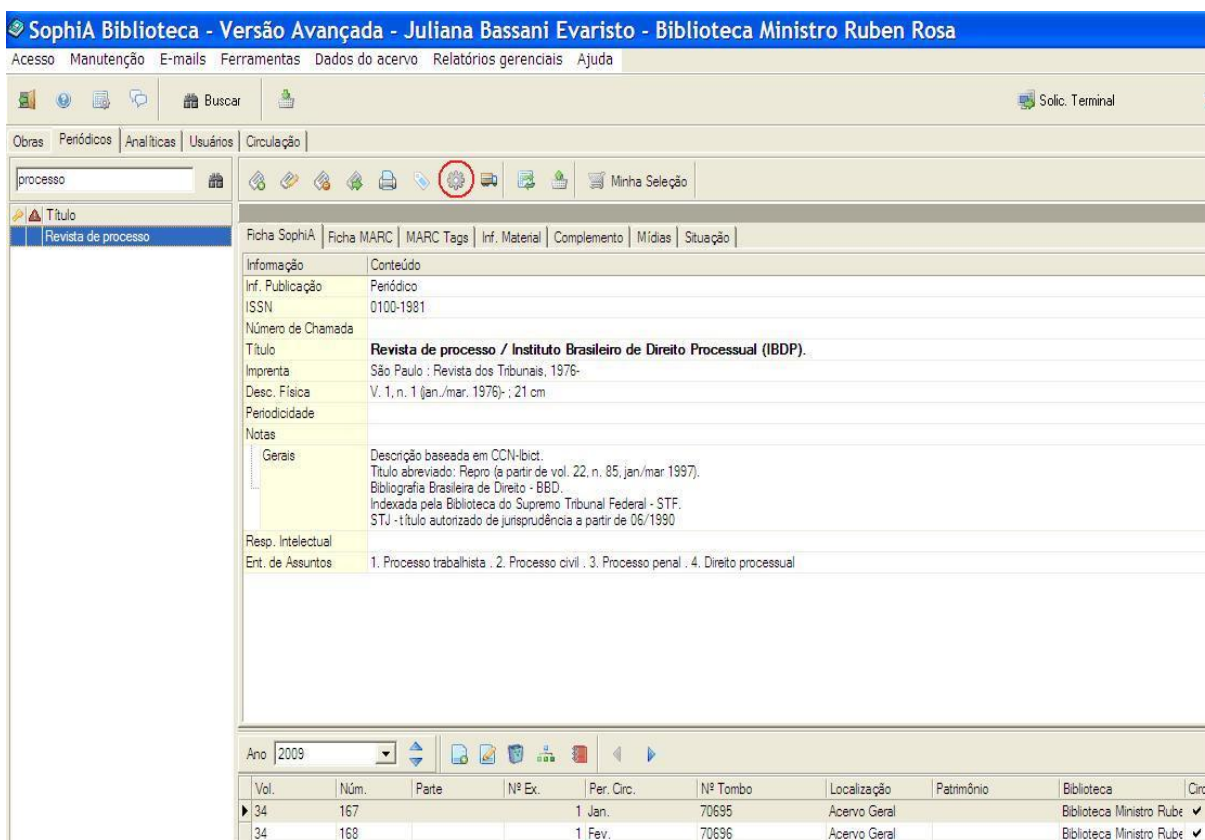 SophiA Biblioteca - Versão Avançada - Juliana Bassani Evaristo - Biblioteca Ministro Ruben Rosa
Acesso Manutenção E-mails Ferramentas Dados do acervo Relatórios gerenciais Ajuda
Buscar Solic. Terminal
Obras Periódicos Analíticas Usuários Circulação
processo Minha Seleção
Título
Revista de processo
Ficha SophiA Ficha MARC MARC Tags Inf. Material Complemento Mídias Situação
Informação Conteúdo
Inf. Publicação Periódico
ISSN 0100-1981
Número de Chamada
Título Revista de processo / Instituto Brasileiro de Direito Processual (IBDP).
Imprenta São Paulo : Revista dos Tribunais, 1976-
Desc. Física V. 1, n. 1 (jan./mar. 1976)- ; 21 cm
Periodicidade
Notas
Gerais Descrição baseada em CCN-Ibict.
Titulo abreviado: Repro (a partir de vol. 22, n. 85, jan/mar 1997).
Bibliografia Brasileira de Direito - BBD.
Indexada pela Biblioteca do Supremo Tribunal Federal - STF.
STJ - título autorizado de jurisprudência a partir de 06/1990
Resp. Intelectual
Ent. de Assuntos 1. Processo trabalhista . 2. Processo civil . 3. Processo penal . 4. Direito processual
Ano 2009
Vol. Núm. Parte Nº Ex. Per. Circ. Nº Tombo Localização Patrimônio Biblioteca Circ
34 167 1 Jan. 70695 Acervo Geral Biblioteca Ministro Rube
34 168 1 Fev. 70696 Acervo Geral Biblioteca Ministro Rube